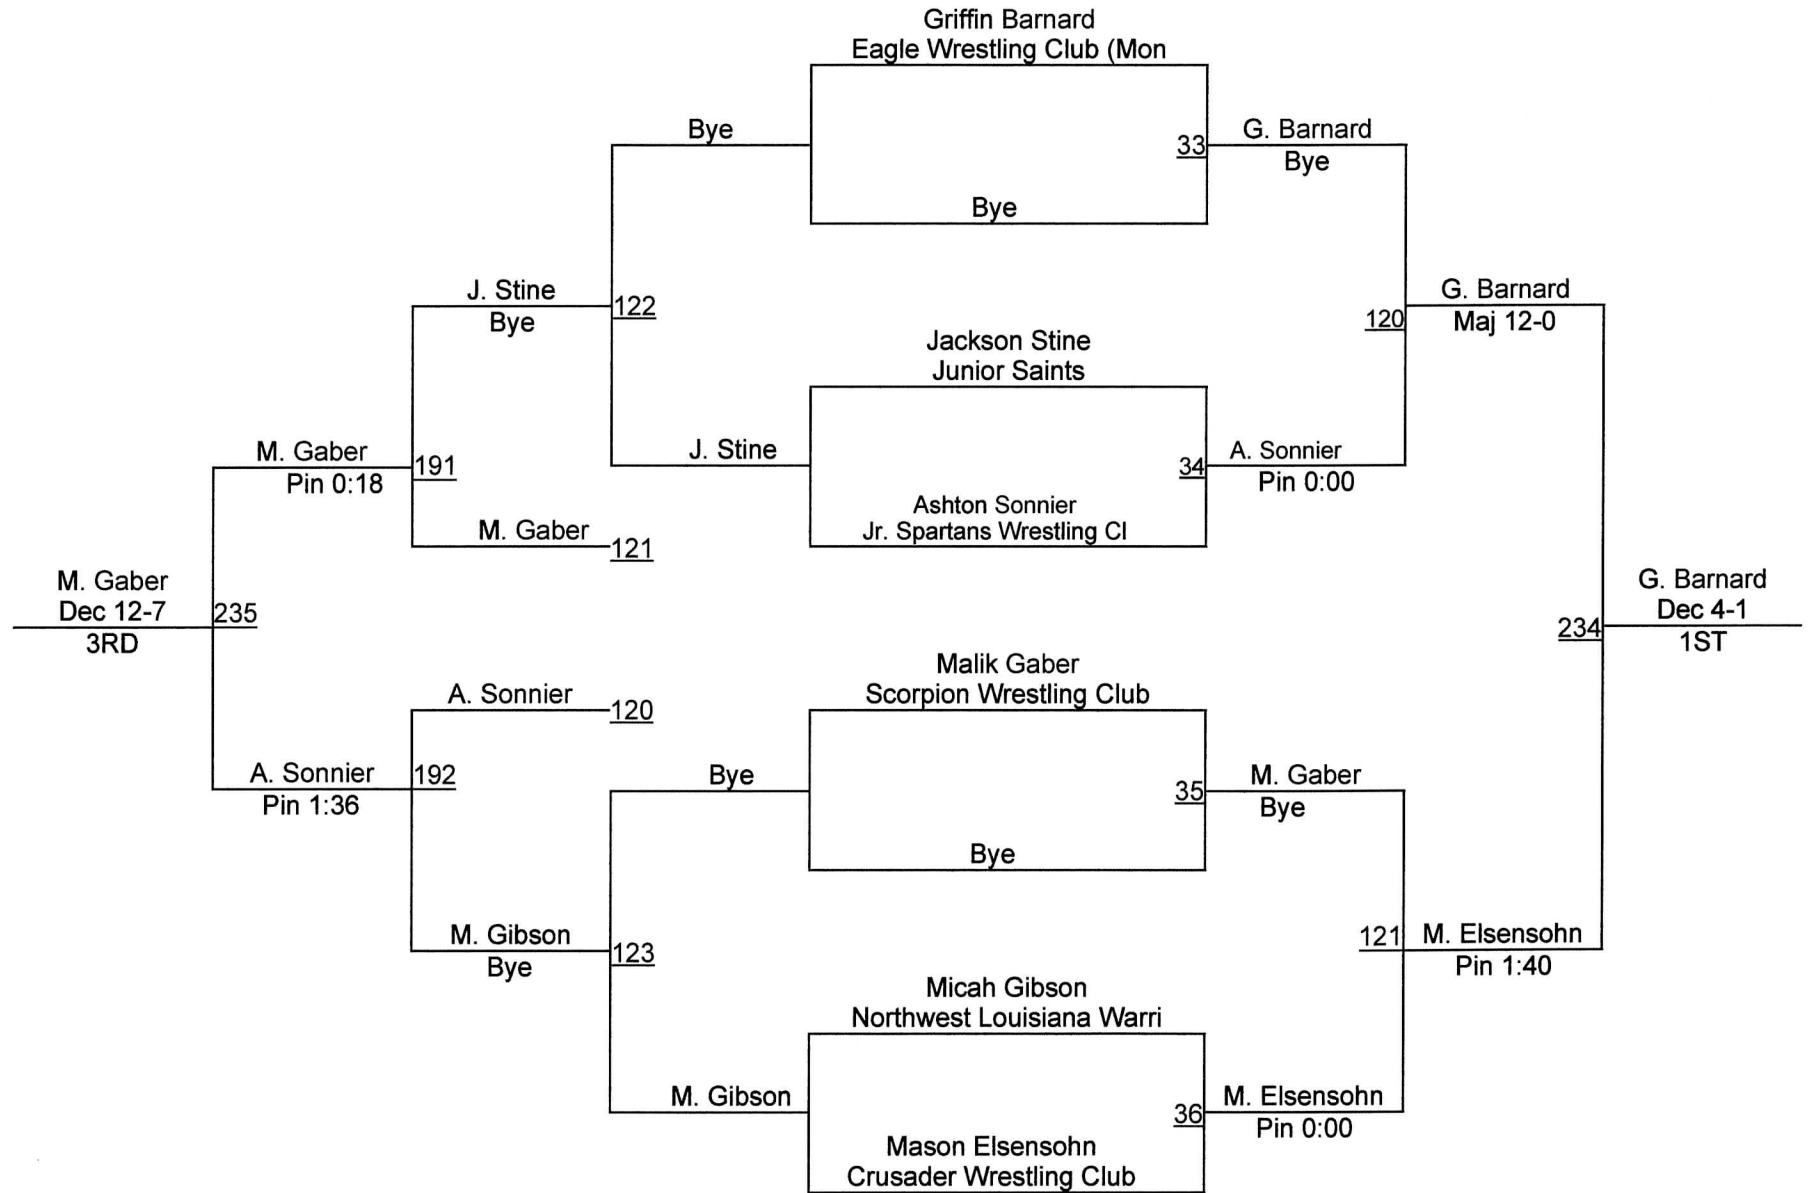 Griffin Barnard
Eagle Wrestling Club (Mon
Bye
33
G. Barnard
Bye
Bye
J. Stine
Bye
122
G. Barnard
Maj 12-0
120
Jackson Stine
Junior Saints
M. Gaber
Pin 0:18
191
J. Stine
34
A. Sonnier
Pin 0:00
Ashton Sonnier
Jr. Spartans Wrestling Cl
M. Gaber
121
M. Gaber
Dec 12-7
3RD
235
G. Barnard
Dec 4-1
1ST
234
Malik Gaber
Scorpion Wrestling Club
A. Sonnier
120
A. Sonnier
Pin 1:36
192
Bye
35
M. Gaber
Bye
Bye
M. Gibson
Bye
123
121
M. Elsensohn
Pin 1:40
Micah Gibson
Northwest Louisiana Warri
M. Gibson
36
M. Elsensohn
Pin 0:00
Mason Elsensohn
Crusader Wrestling Club